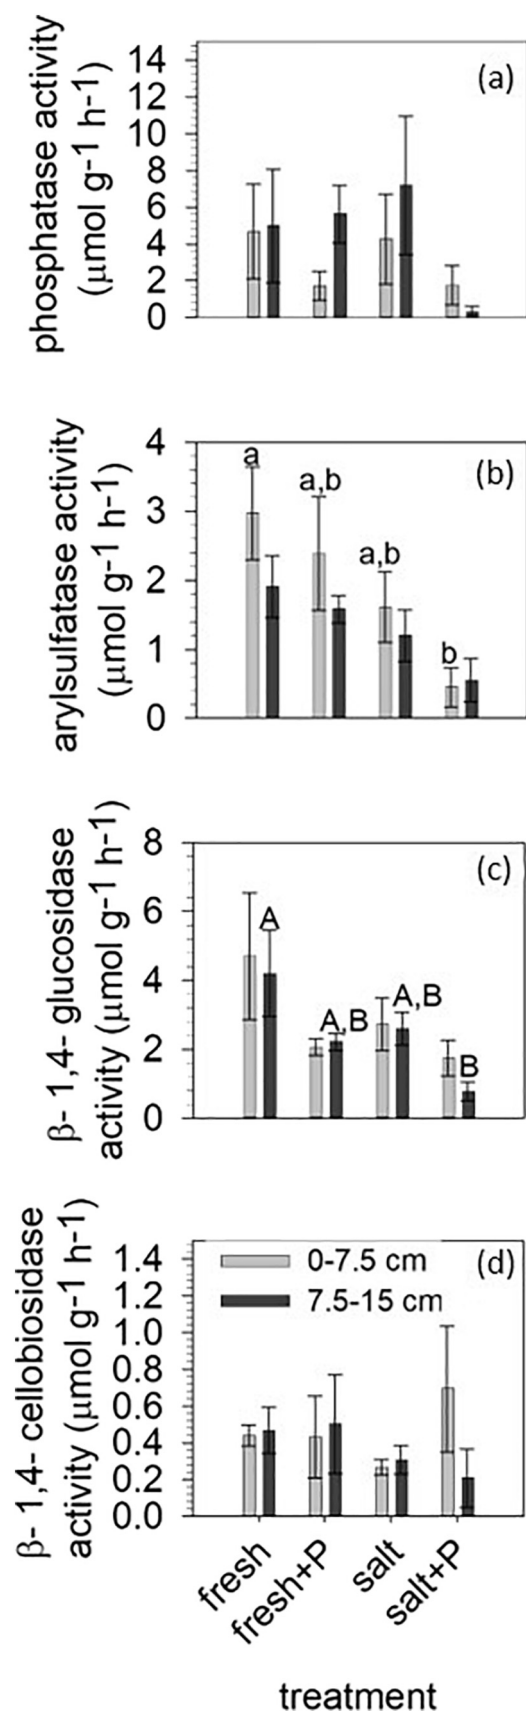 phosphatase activity
(μmol g-1 h-1)
14
12
10
8
6
4
2
0
(a)
arylsulfatase activity
(μmol g-1 h-1)
4
3
2
1
0
(b)
a
a,b
a,b
b
β- 1,4- glucosidase
activity (μmol g-1 h-1)
8
6
4
2
0
(c)
A
A,B
A,B
B
β- 1,4- cellobiosidase
activity (μmol g-1 h-1)
1.4
1.2
1.0
0.8
0.6
0.4
0.2
0.0
(d)
0-7.5 cm
7.5-15 cm
fresh
fresh+P
salt
salt+P
treatment